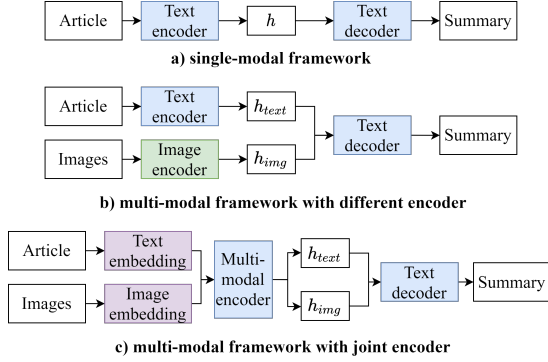 Article
Text
encoder
h
Text
decoder
Summary
a) single-modal framework
Article
Text
encoder
h_text
Images
Image
encoder
h_img
Text
decoder
Summary
b) multi-modal framework with different encoder
Article
Text
embedding
Images
Image
embedding
Multi-
modal
encoder
h_text
h_img
Text
decoder
Summary
c) multi-modal framework with joint encoder